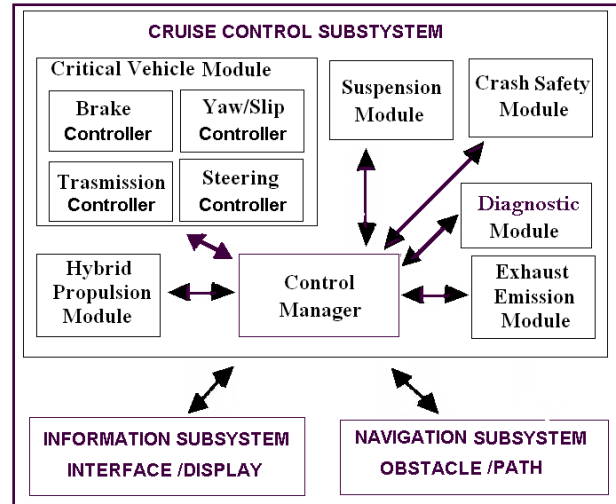 CRUISE CONTROL SUBSTYSTEM
Critical Vehicle Module
Brake
Controller
Yaw/Slip
Controller
Trasmission
Controller
Steering
Controller
Suspension
Module
Crash Safety
Module
Diagnostic
Module
Hybrid
Propulsion
Module
Control
Manager
Exhaust
Emission
Module
INFORMATION SUBSYSTEM
INTERFACE /DISPLAY
NAVIGATION SUBSYSTEM
OBSTACLE /PATH